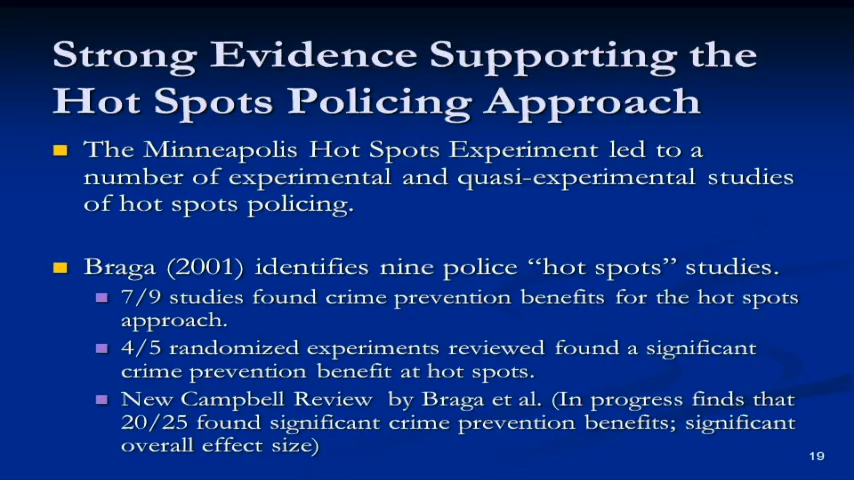 Strong Evidence Supporting the
Hot Spots Policing Approach
The Minneapolis Hot Spots Experiment led to a
number of experimental and quasi-experimental studies
of hot spots policing.
Braga (2001) identifies nine police “hot spots” studies.
7/9 studies found crime prevention benefits for the hot spots
approach.
4/5 randomized experiments reviewed found a significant
crime prevention benefit at hot spots.
New Campbell Review by Braga et al. (In progress finds that
20/25 found significant crime prevention benefits; significant
overall effect size)
19